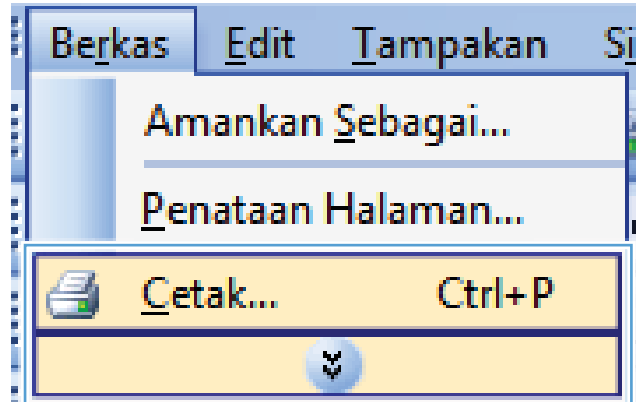 Berkas Edit Tampakan Si
Amankan Sebagai...
Penataan Halaman...
Cetak... Ctrl+P